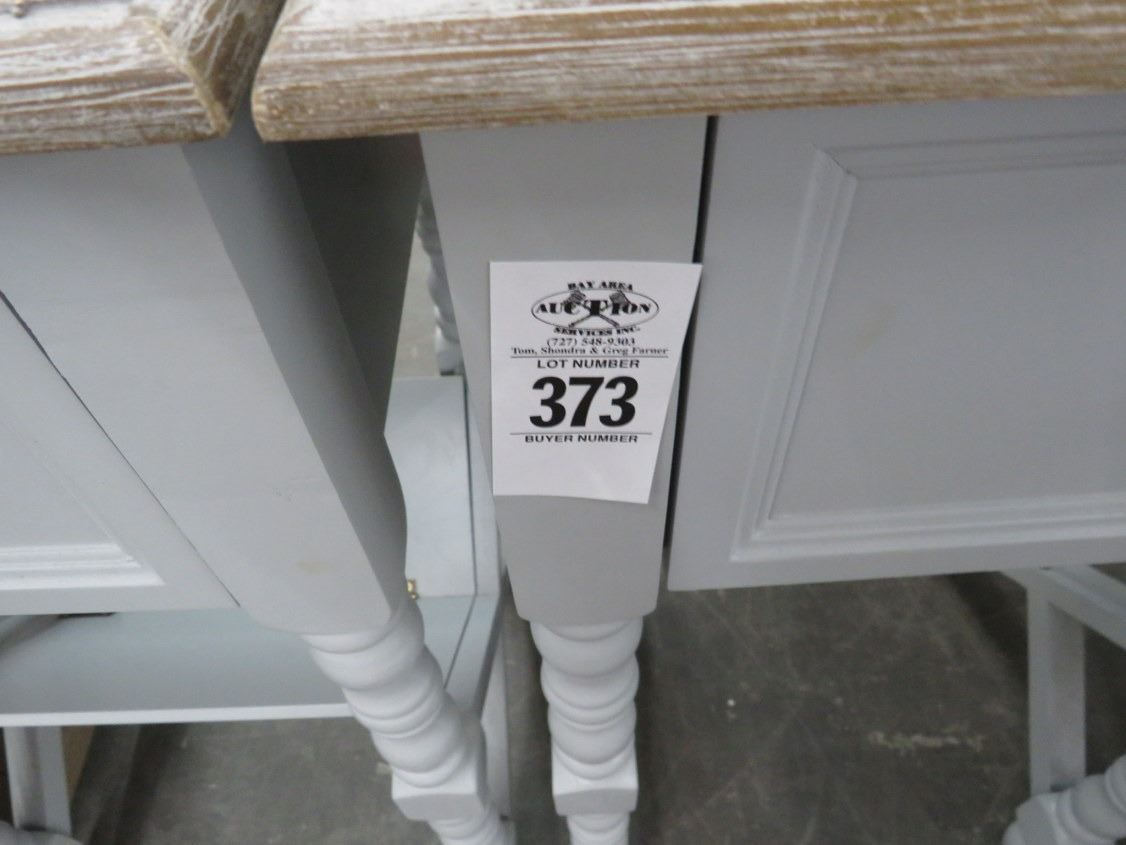 BAY AREA
AUCTION
SERVICES INC.
(727) 548-9303
Tom, Shondra & Greg Farner
LOT NUMBER
373
BUYER NUMBER